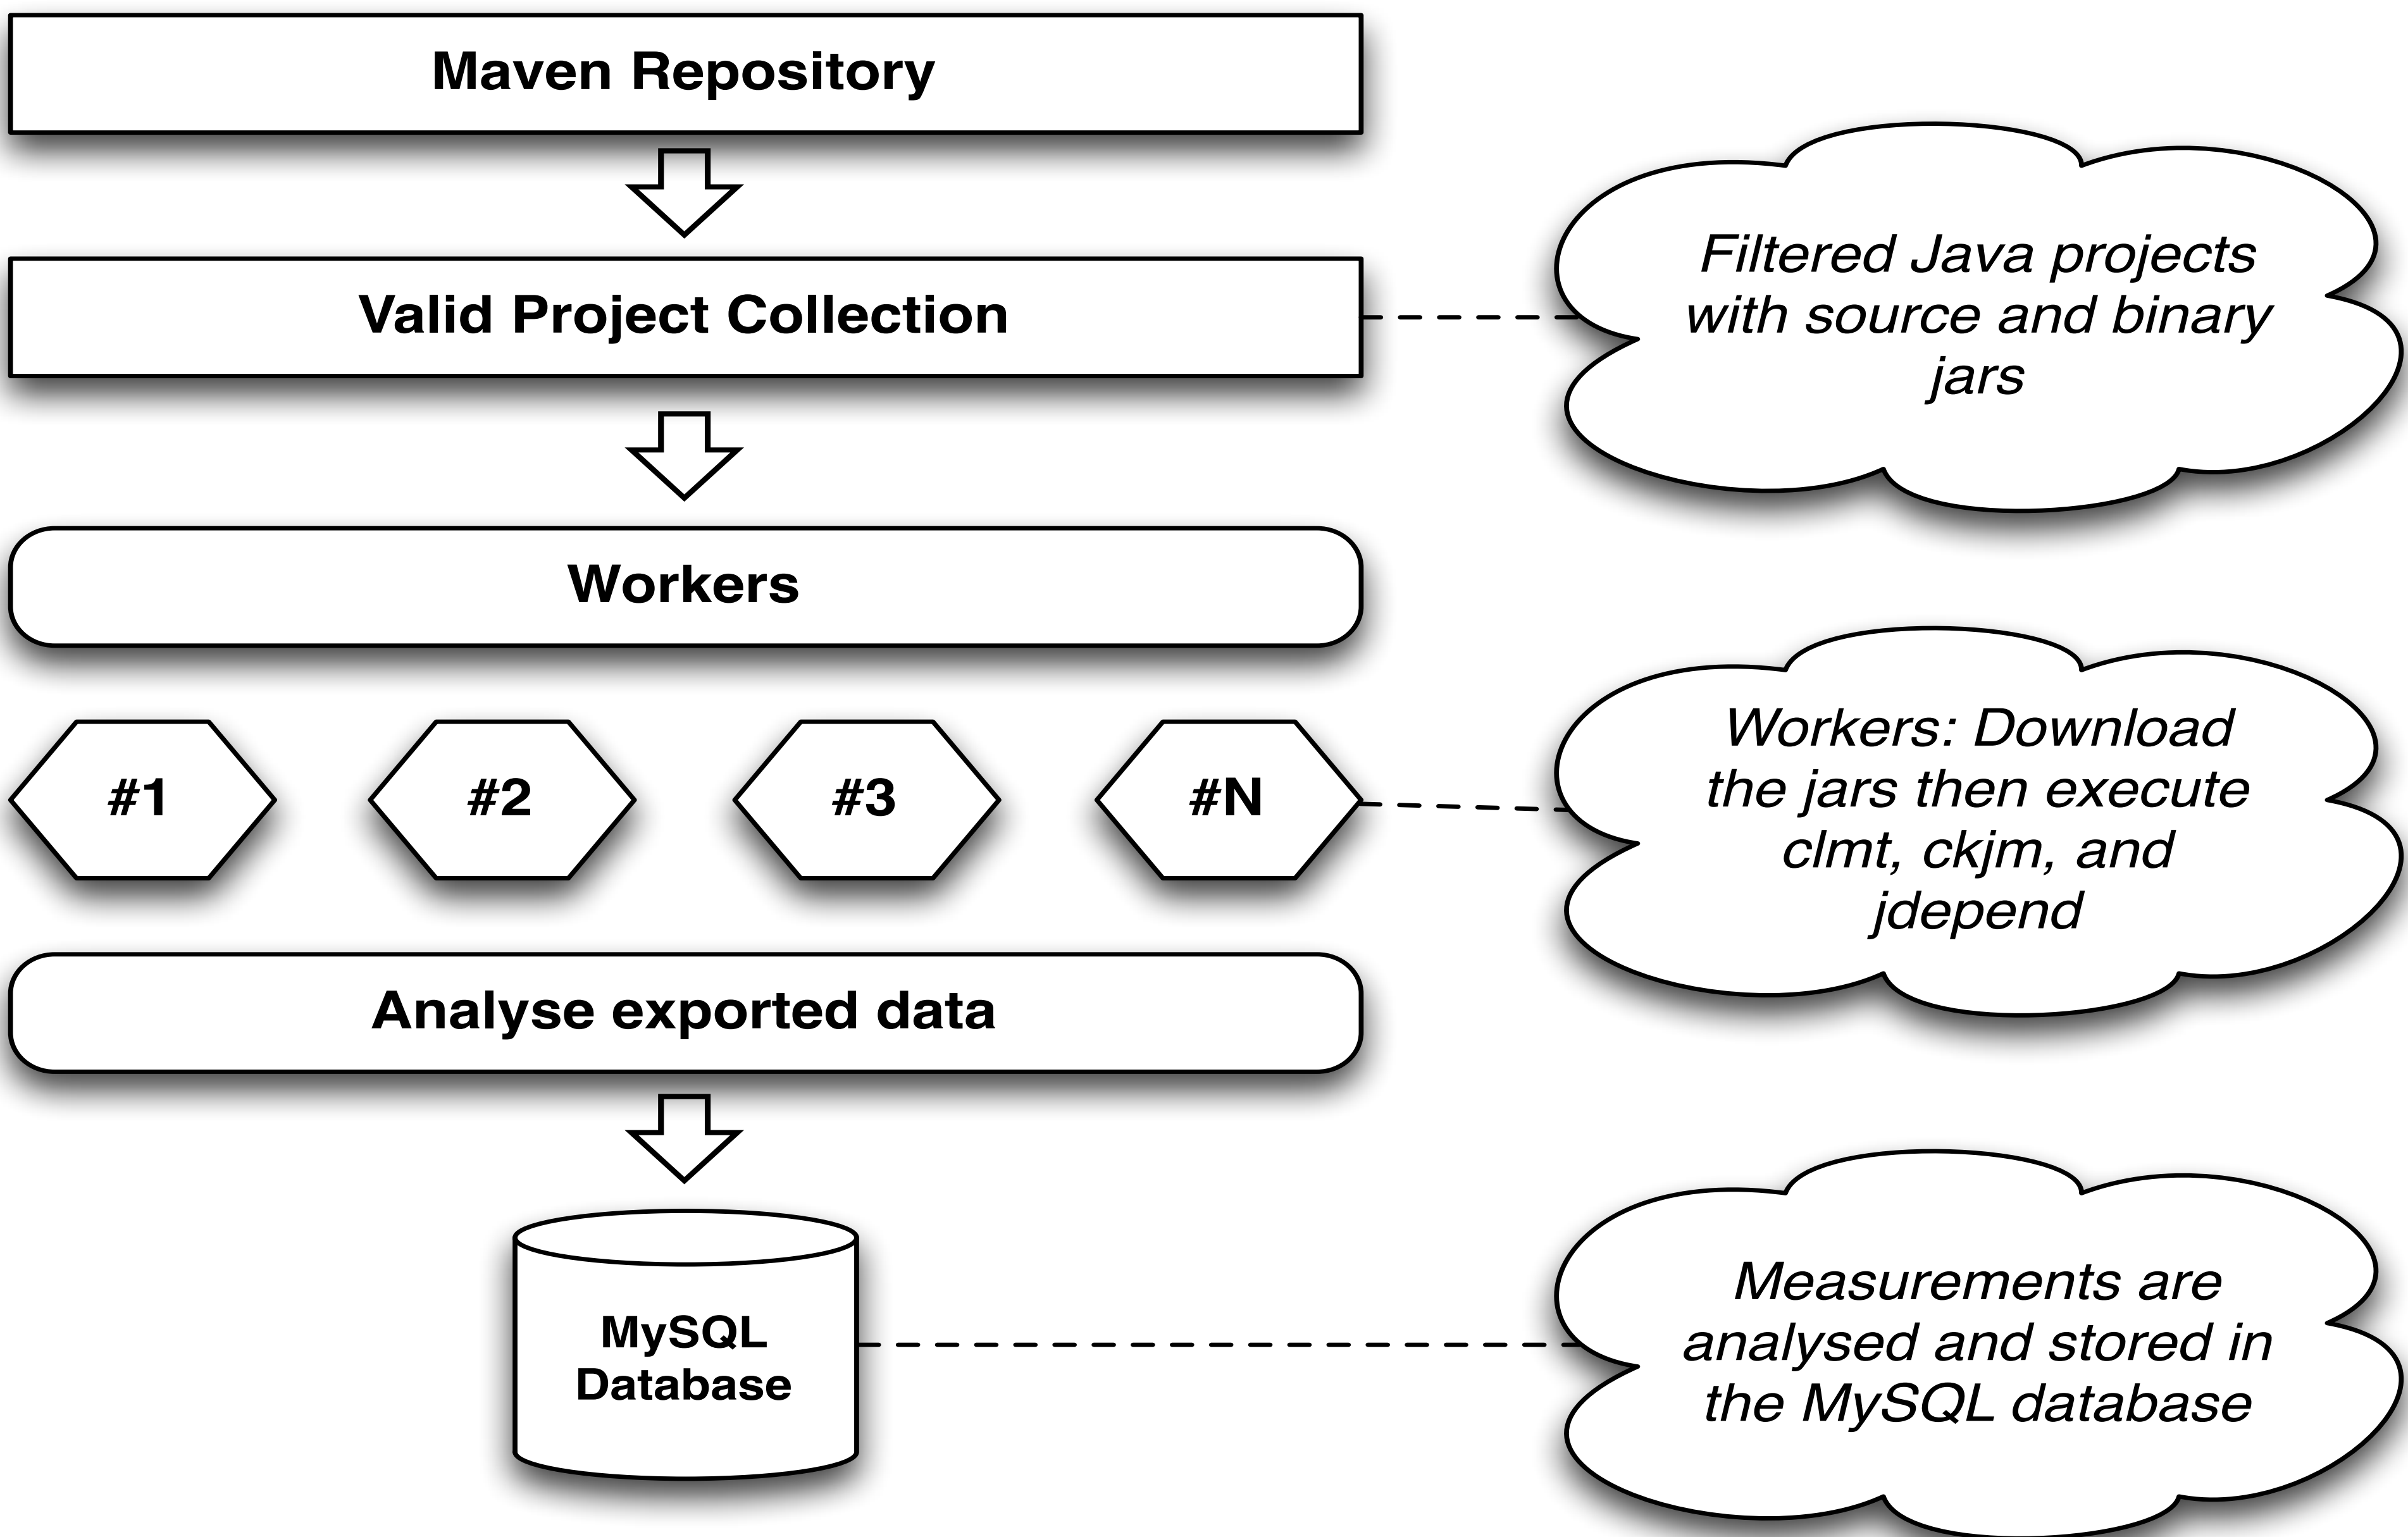 Maven Repository
Valid Project Collection
Filtered Java projects
with source and binary
jars
Workers
#1
#2
#3
#N
Workers: Download
the jars then execute
clmt, ckjm, and
jdepend
Analyse exported data
MySQL
Database
Measurements are
analysed and stored in
the MySQL database